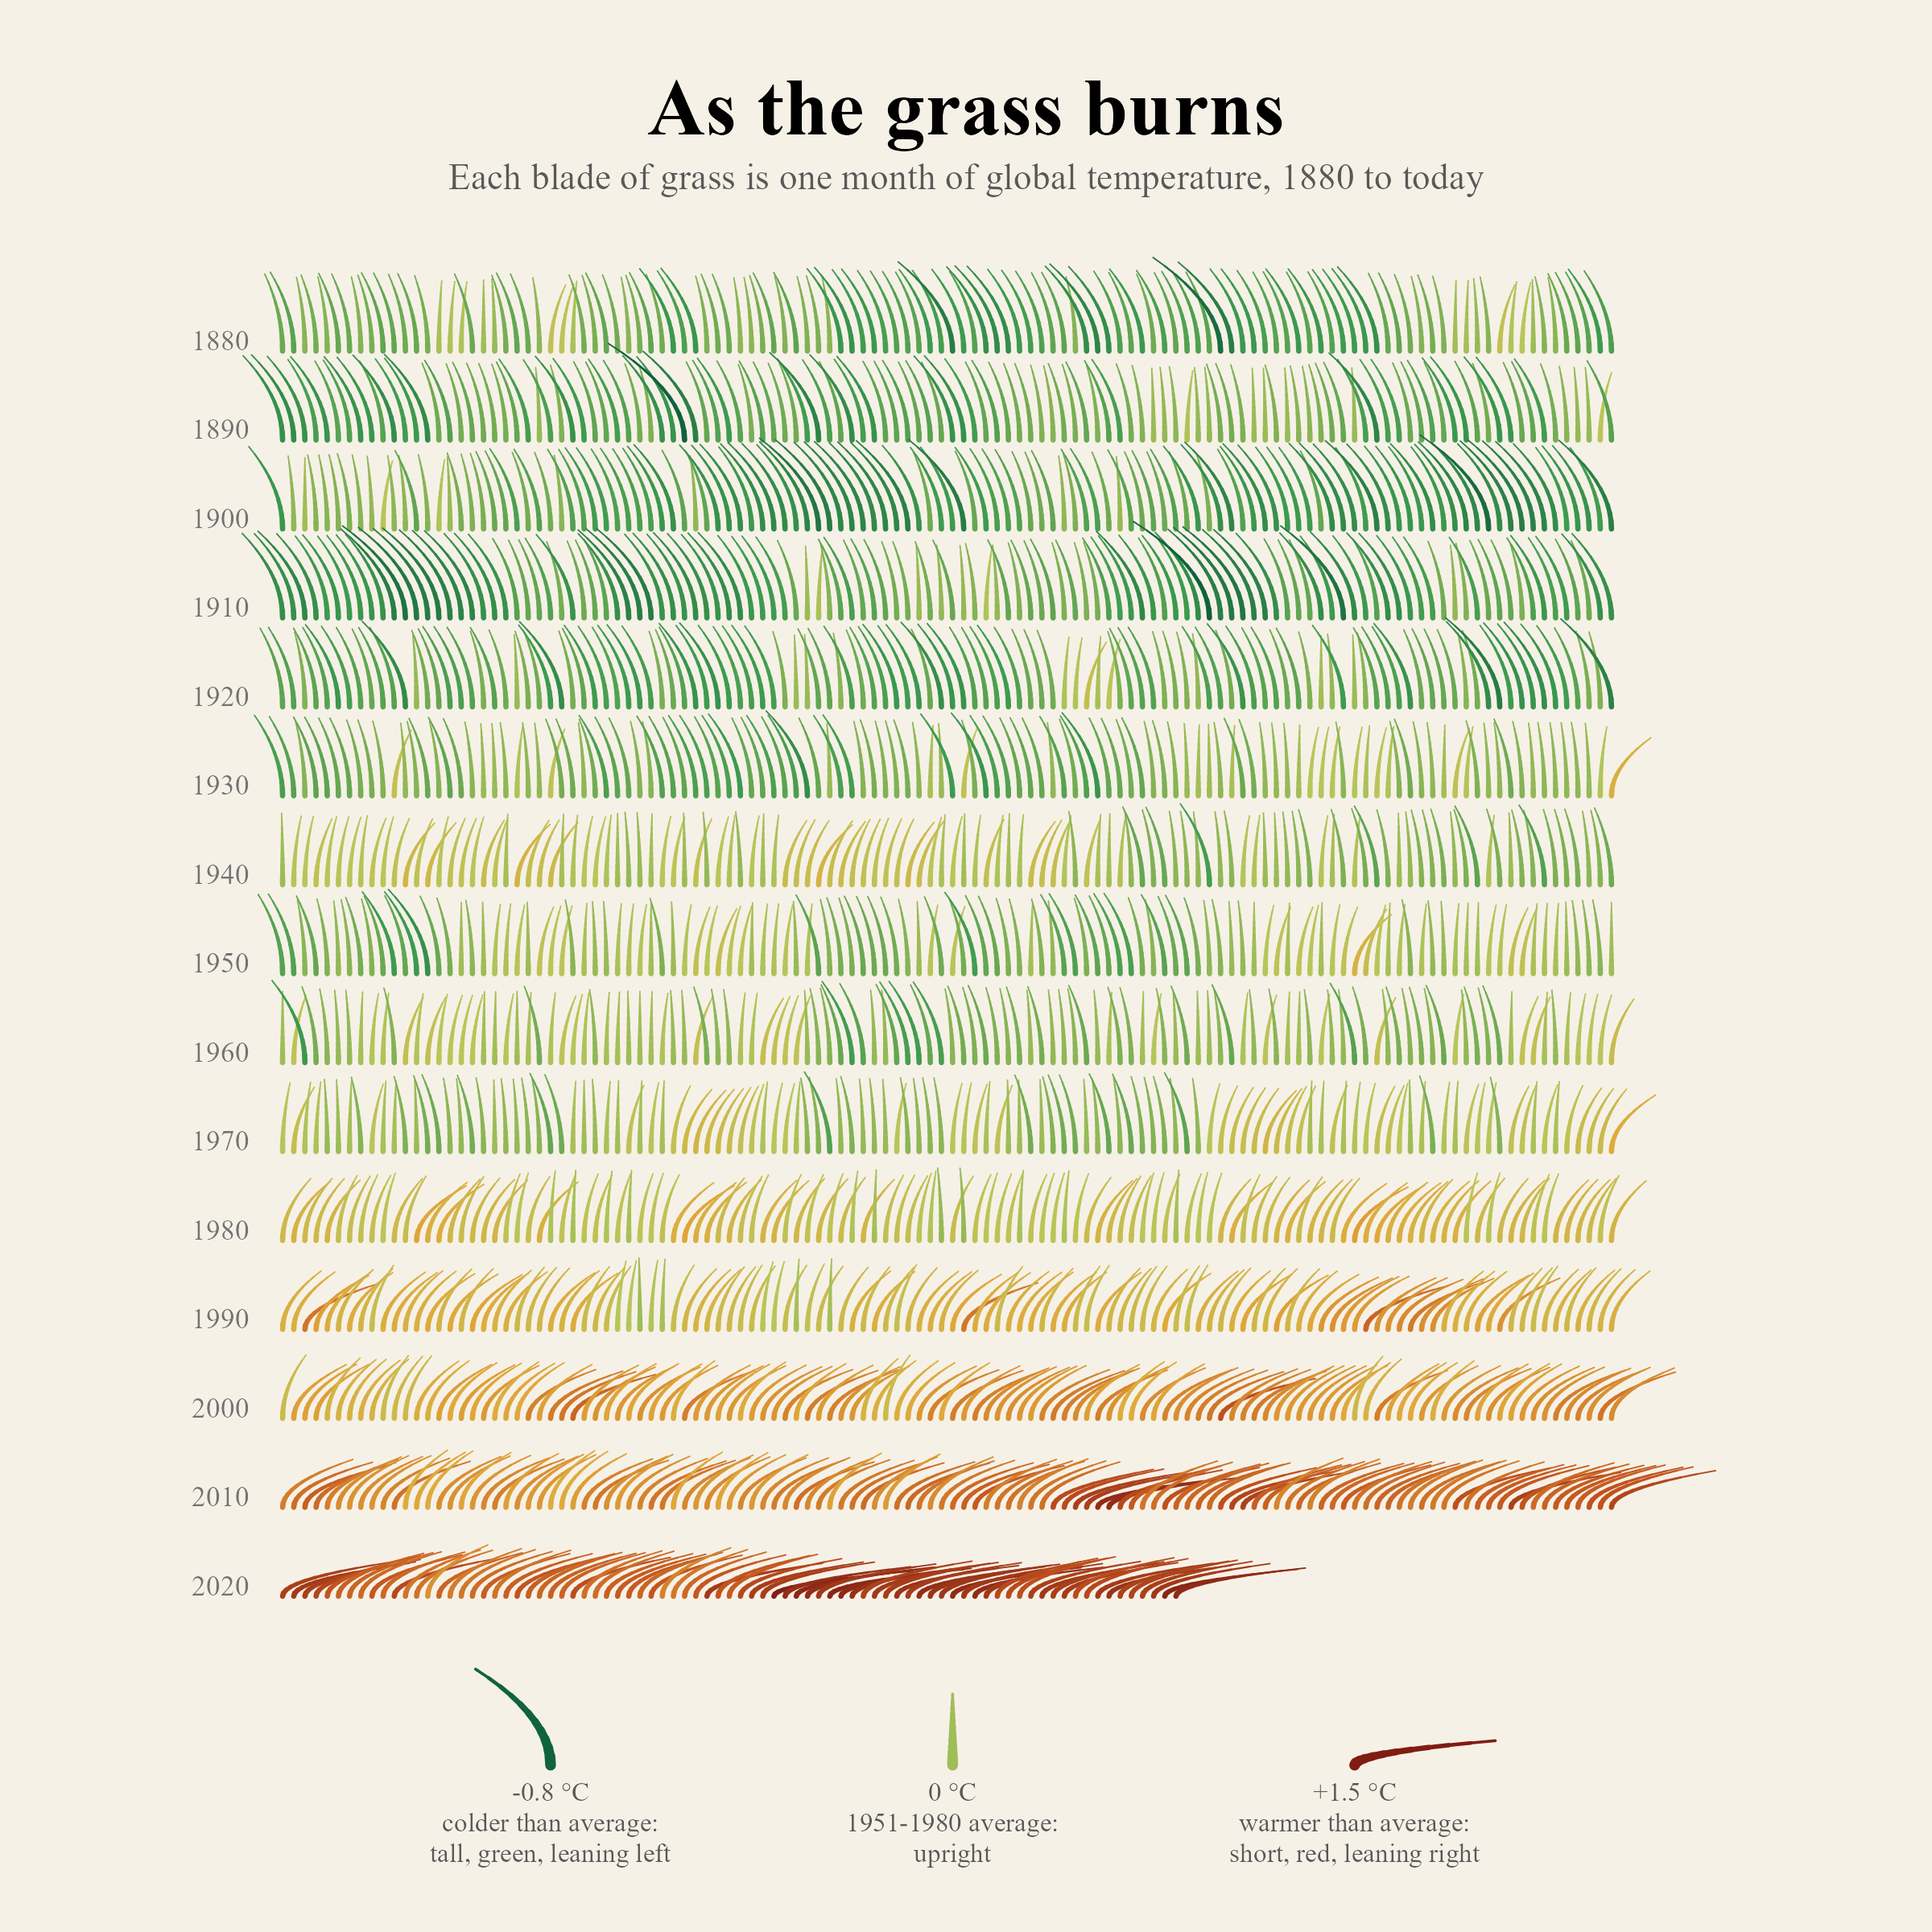 As the grass burns
Each blade of grass is one month of global temperature, 1880 to today
1880
1890
1900
1910
1920
1930
1940
1950
1960
1970
1980
1990
2000
2010
2020
-0.8 °C
colder than average:
tall, green, leaning left
0 °C
1951-1980 average:
upright
+1.5 °C
warmer than average:
short, red, leaning right